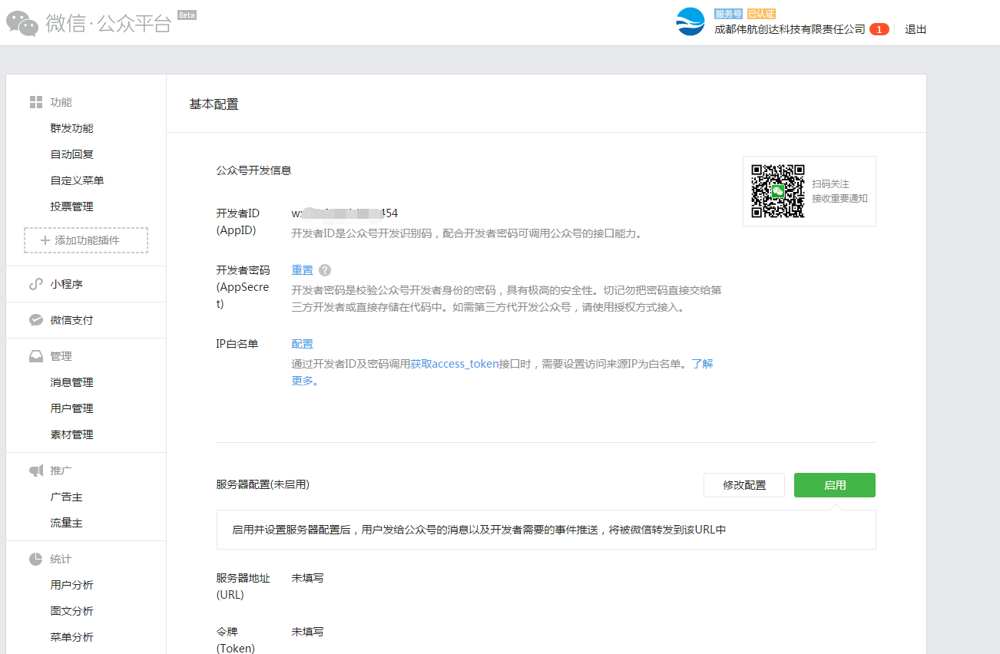 微信·公众平台 Beta
服务号 已认证
成都伟航创达科技有限责任公司 1 退出
功能
群发功能
自动回复
自定义菜单
投票管理
添加功能插件
小程序
微信支付
管理
消息管理
用户管理
素材管理
推广
广告主
流量主
统计
用户分析
图文分析
菜单分析
基本配置
公众号开发信息
扫码关注
接收重要通知
开发者ID
(AppID)
454
开发者ID是公众号开发识别码，配合开发者密码可调用公众号的接口能力。
开发者密码
(AppSecre
t)
重置 ?
开发者密码是校验公众号开发者身份的密码，具有极高的安全性。切记勿把密码直接交给第
三方开发者或直接存储在代码中。如需第三方代开发公众号，请使用授权方式接入。
IP白名单
配置
通过开发者ID及密码调用获取access_token接口时，需要设置访问来源IP为白名单。了解
更多。
服务器配置(未启用)
修改配置
启用
启用并设置服务器配置后，用户发给公众号的消息以及开发者需要的事件推送，将被微信转发到该URL中
服务器地址
(URL)
未填写
令牌
(Token)
未填写